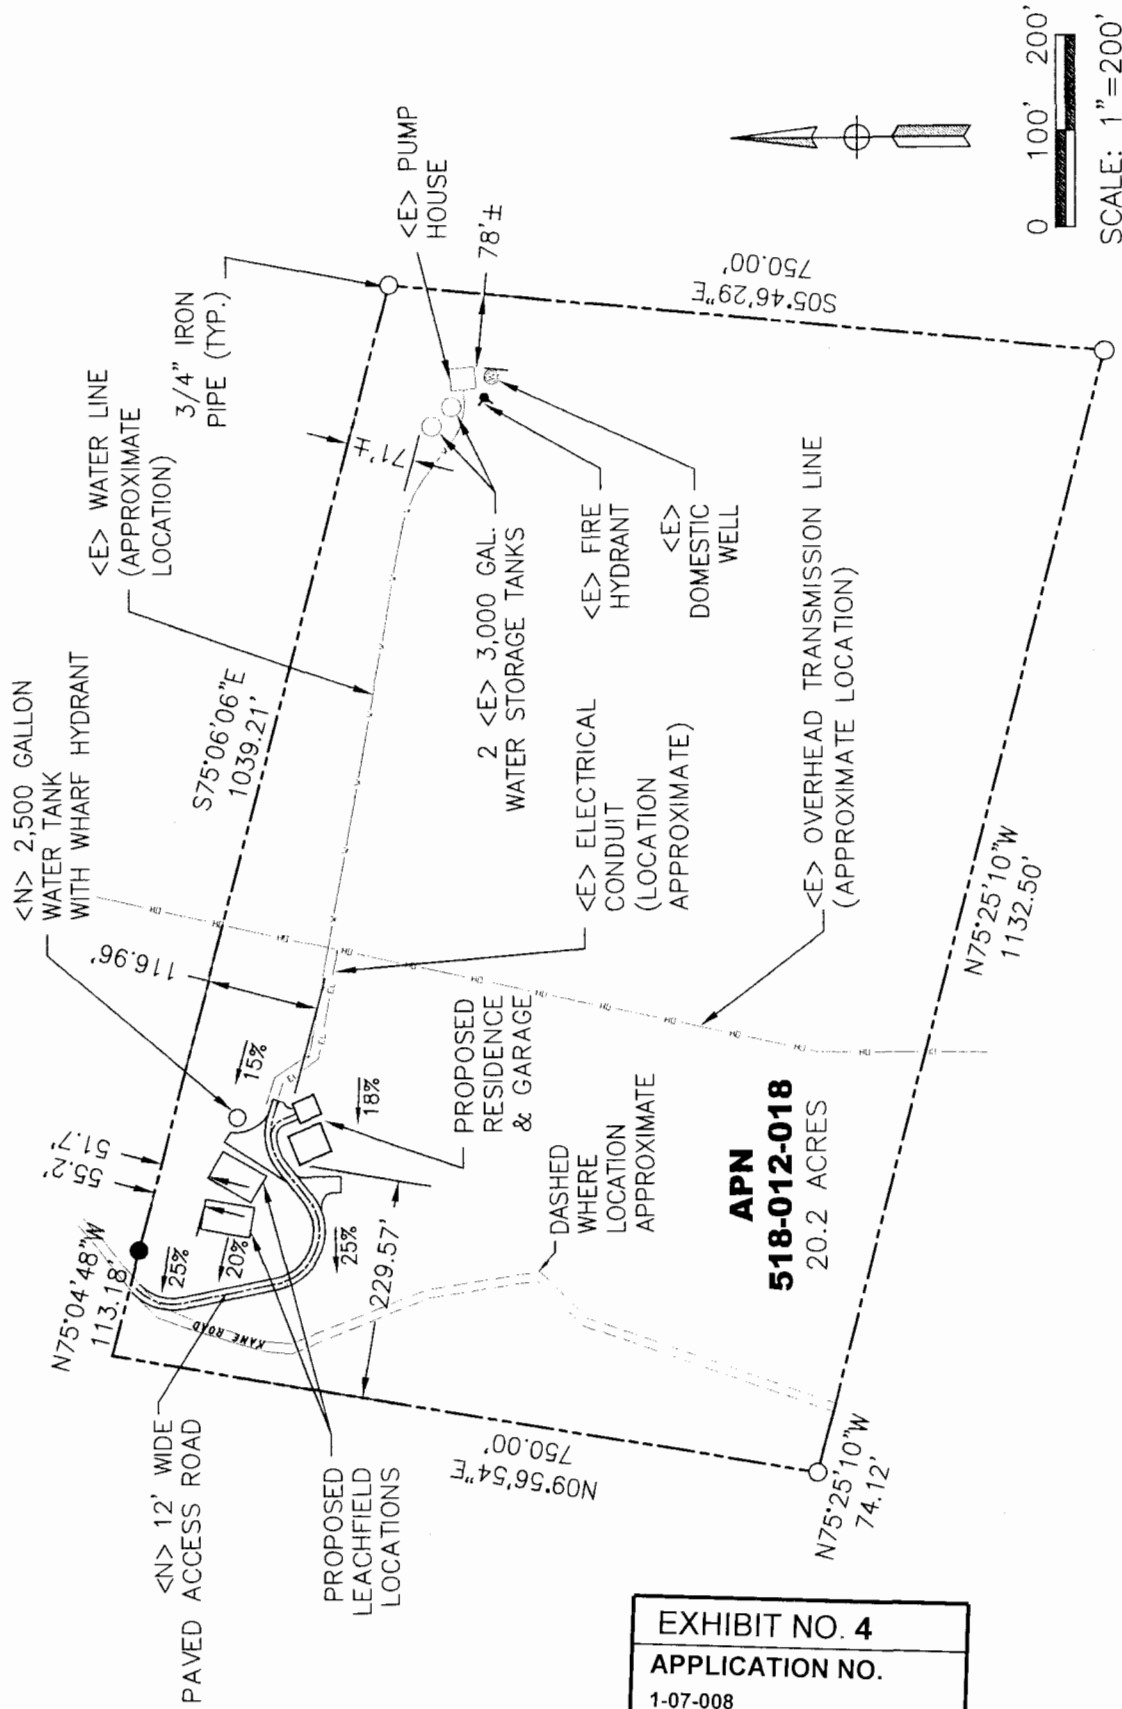 <N> 2,500 GALLON
WATER TANK
WITH WHARF HYDRANT
<E> WATER LINE
(APPROXIMATE
LOCATION)
3/4" IRON
PIPE (TYP.)
<E> PUMP
HOUSE
78'±
71'±
S75°06'06"E
1039.21'
116.96'
51.7'
55.2'
N75°04'48"W
113.18'
15%
18%
25%
20%
25%
KANE ROAD
229.57'
<N> 12' WIDE
PAVED ACCESS ROAD
PROPOSED
LEACHFIELD
LOCATIONS
PROPOSED
RESIDENCE
& GARAGE
2 <E> 3,000 GAL.
WATER STORAGE TANKS
<E> FIRE
HYDRANT
<E>
DOMESTIC
WELL
<E> ELECTRICAL
CONDUIT
(LOCATION
APPROXIMATE)
<E> OVERHEAD TRANSMISSION LINE
(APPROXIMATE LOCATION)
DASHED
WHERE
LOCATION
APPROXIMATE
APN
518-012-018
20.2 ACRES
S05°46'29"E
750.00'
N75°25'10"W
1132.50'
N09°56'54"E
750.00'
N75°25'10"W
74.12'
0 100' 200'
SCALE: 1"=200'
EXHIBIT NO. 4
APPLICATION NO.
1-07-008